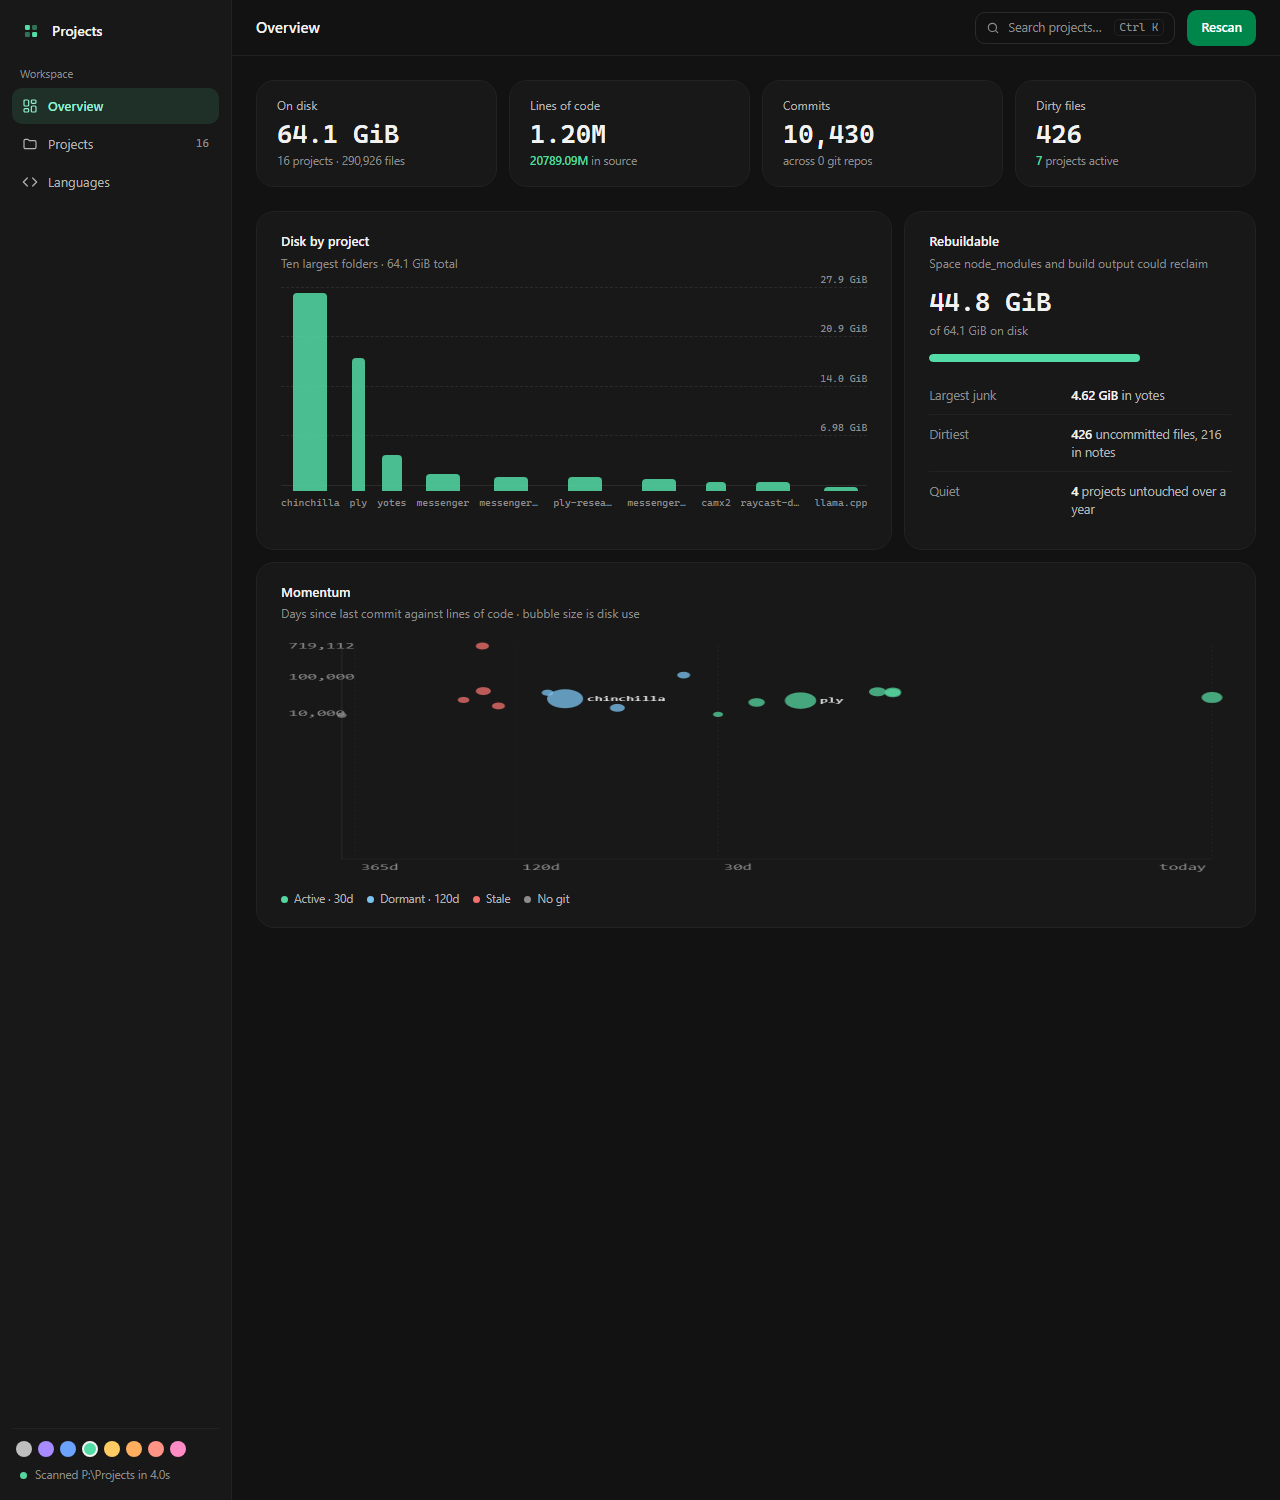 Projects
Overview
Search projects...
Ctrl K
Rescan
Workspace
Overview
Projects
16
Languages
On disk
64.1 GiB
16 projects · 290,926 files
Lines of code
1.20M
20789.09M in source
Commits
10,430
across 0 git repos
Dirty files
426
7 projects active
Disk by project
Ten largest folders · 64.1 GiB total
27.9 GiB
20.9 GiB
14.0 GiB
6.98 GiB
chinchilla
ply
yotes
messenger
messenger…
ply-resea…
messenger…
camx2
raycast-d…
llama.cpp
Rebuildable
Space node_modules and build output could reclaim
44.8 GiB
of 64.1 GiB on disk
Largest junk
4.62 GiB in yotes
Dirtiest
426 uncommitted files, 216
in notes
Quiet
4 projects untouched over a
year
Momentum
Days since last commit against lines of code · bubble size is disk use
719,112
100,000
10,000
chinchilla
ply
365d
120d
30d
today
Active · 30d
Dormant · 120d
Stale
No git
Scanned P:\Projects in 4.0s